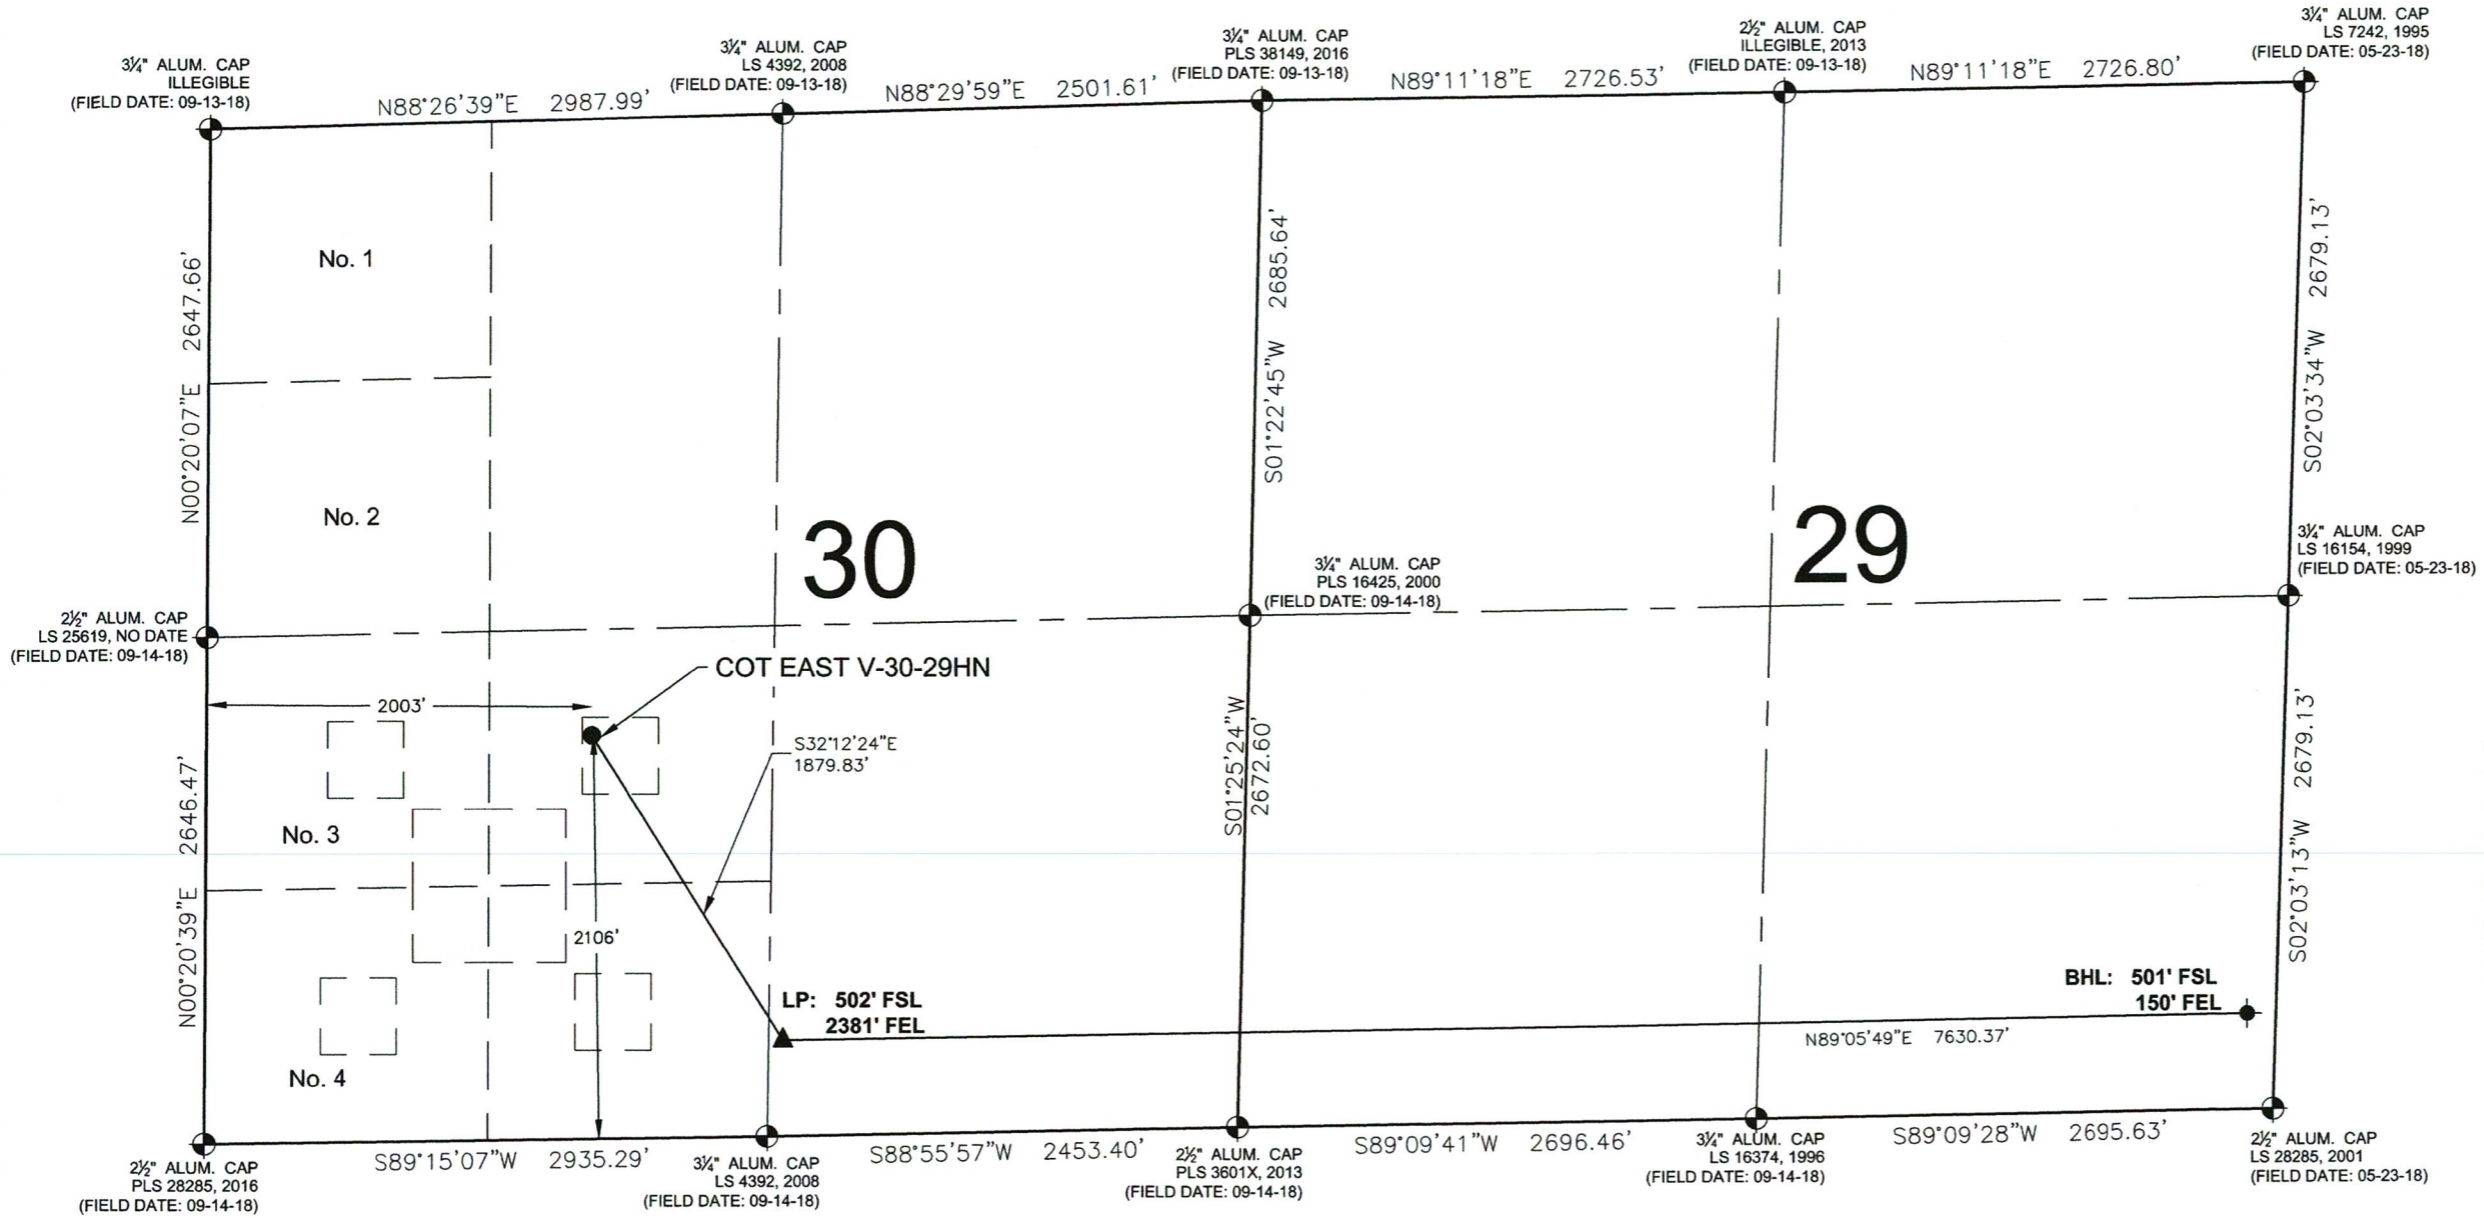 3¼" ALUM. CAP
ILLEGIBLE
(FIELD DATE: 09-13-18)
N88°26'39"E 2987.99'
3¼" ALUM. CAP
LS 4392, 2008
(FIELD DATE: 09-13-18)
N88°29'59"E 2501.61'
3¼" ALUM. CAP
PLS 38149, 2016
(FIELD DATE: 09-13-18)
N89°11'18"E 2726.53'
2½" ALUM. CAP
ILLEGIBLE, 2013
(FIELD DATE: 09-13-18)
N89°11'18"E 2726.80'
3¼" ALUM. CAP
LS 7242, 1995
(FIELD DATE: 05-23-18)
N00°20'07"E 2647.66'
No. 1
No. 2
30
S01°22'45"W 2685.64'
29
S02°03'34"W 2679.13'
3¼" ALUM. CAP
LS 16154, 1999
(FIELD DATE: 05-23-18)
3¼" ALUM. CAP
PLS 16425, 2000
(FIELD DATE: 09-14-18)
2½" ALUM. CAP
LS 25619, NO DATE
(FIELD DATE: 09-14-18)
COT EAST V-30-29HN
2003'
S32°12'24"E
1879.83'
N00°20'39"E 2646.47'
No. 3
2106'
No. 4
S01°25'24"W
2672.60'
S02°03'13"W 2679.13'
LP: 502' FSL
2381' FEL
BHL: 501' FSL
150' FEL
N89°05'49"E 7630.37'
2½" ALUM. CAP
PLS 28285, 2016
(FIELD DATE: 09-14-18)
S89°15'07"W 2935.29'
3¼" ALUM. CAP
LS 4392, 2008
(FIELD DATE: 09-14-18)
S88°55'57"W 2453.40'
2½" ALUM. CAP
PLS 3601X, 2013
(FIELD DATE: 09-14-18)
S89°09'41"W 2696.46'
3¼" ALUM. CAP
LS 16374, 1996
(FIELD DATE: 09-14-18)
S89°09'28"W 2695.63'
2½" ALUM. CAP
LS 28285, 2001
(FIELD DATE: 05-23-18)